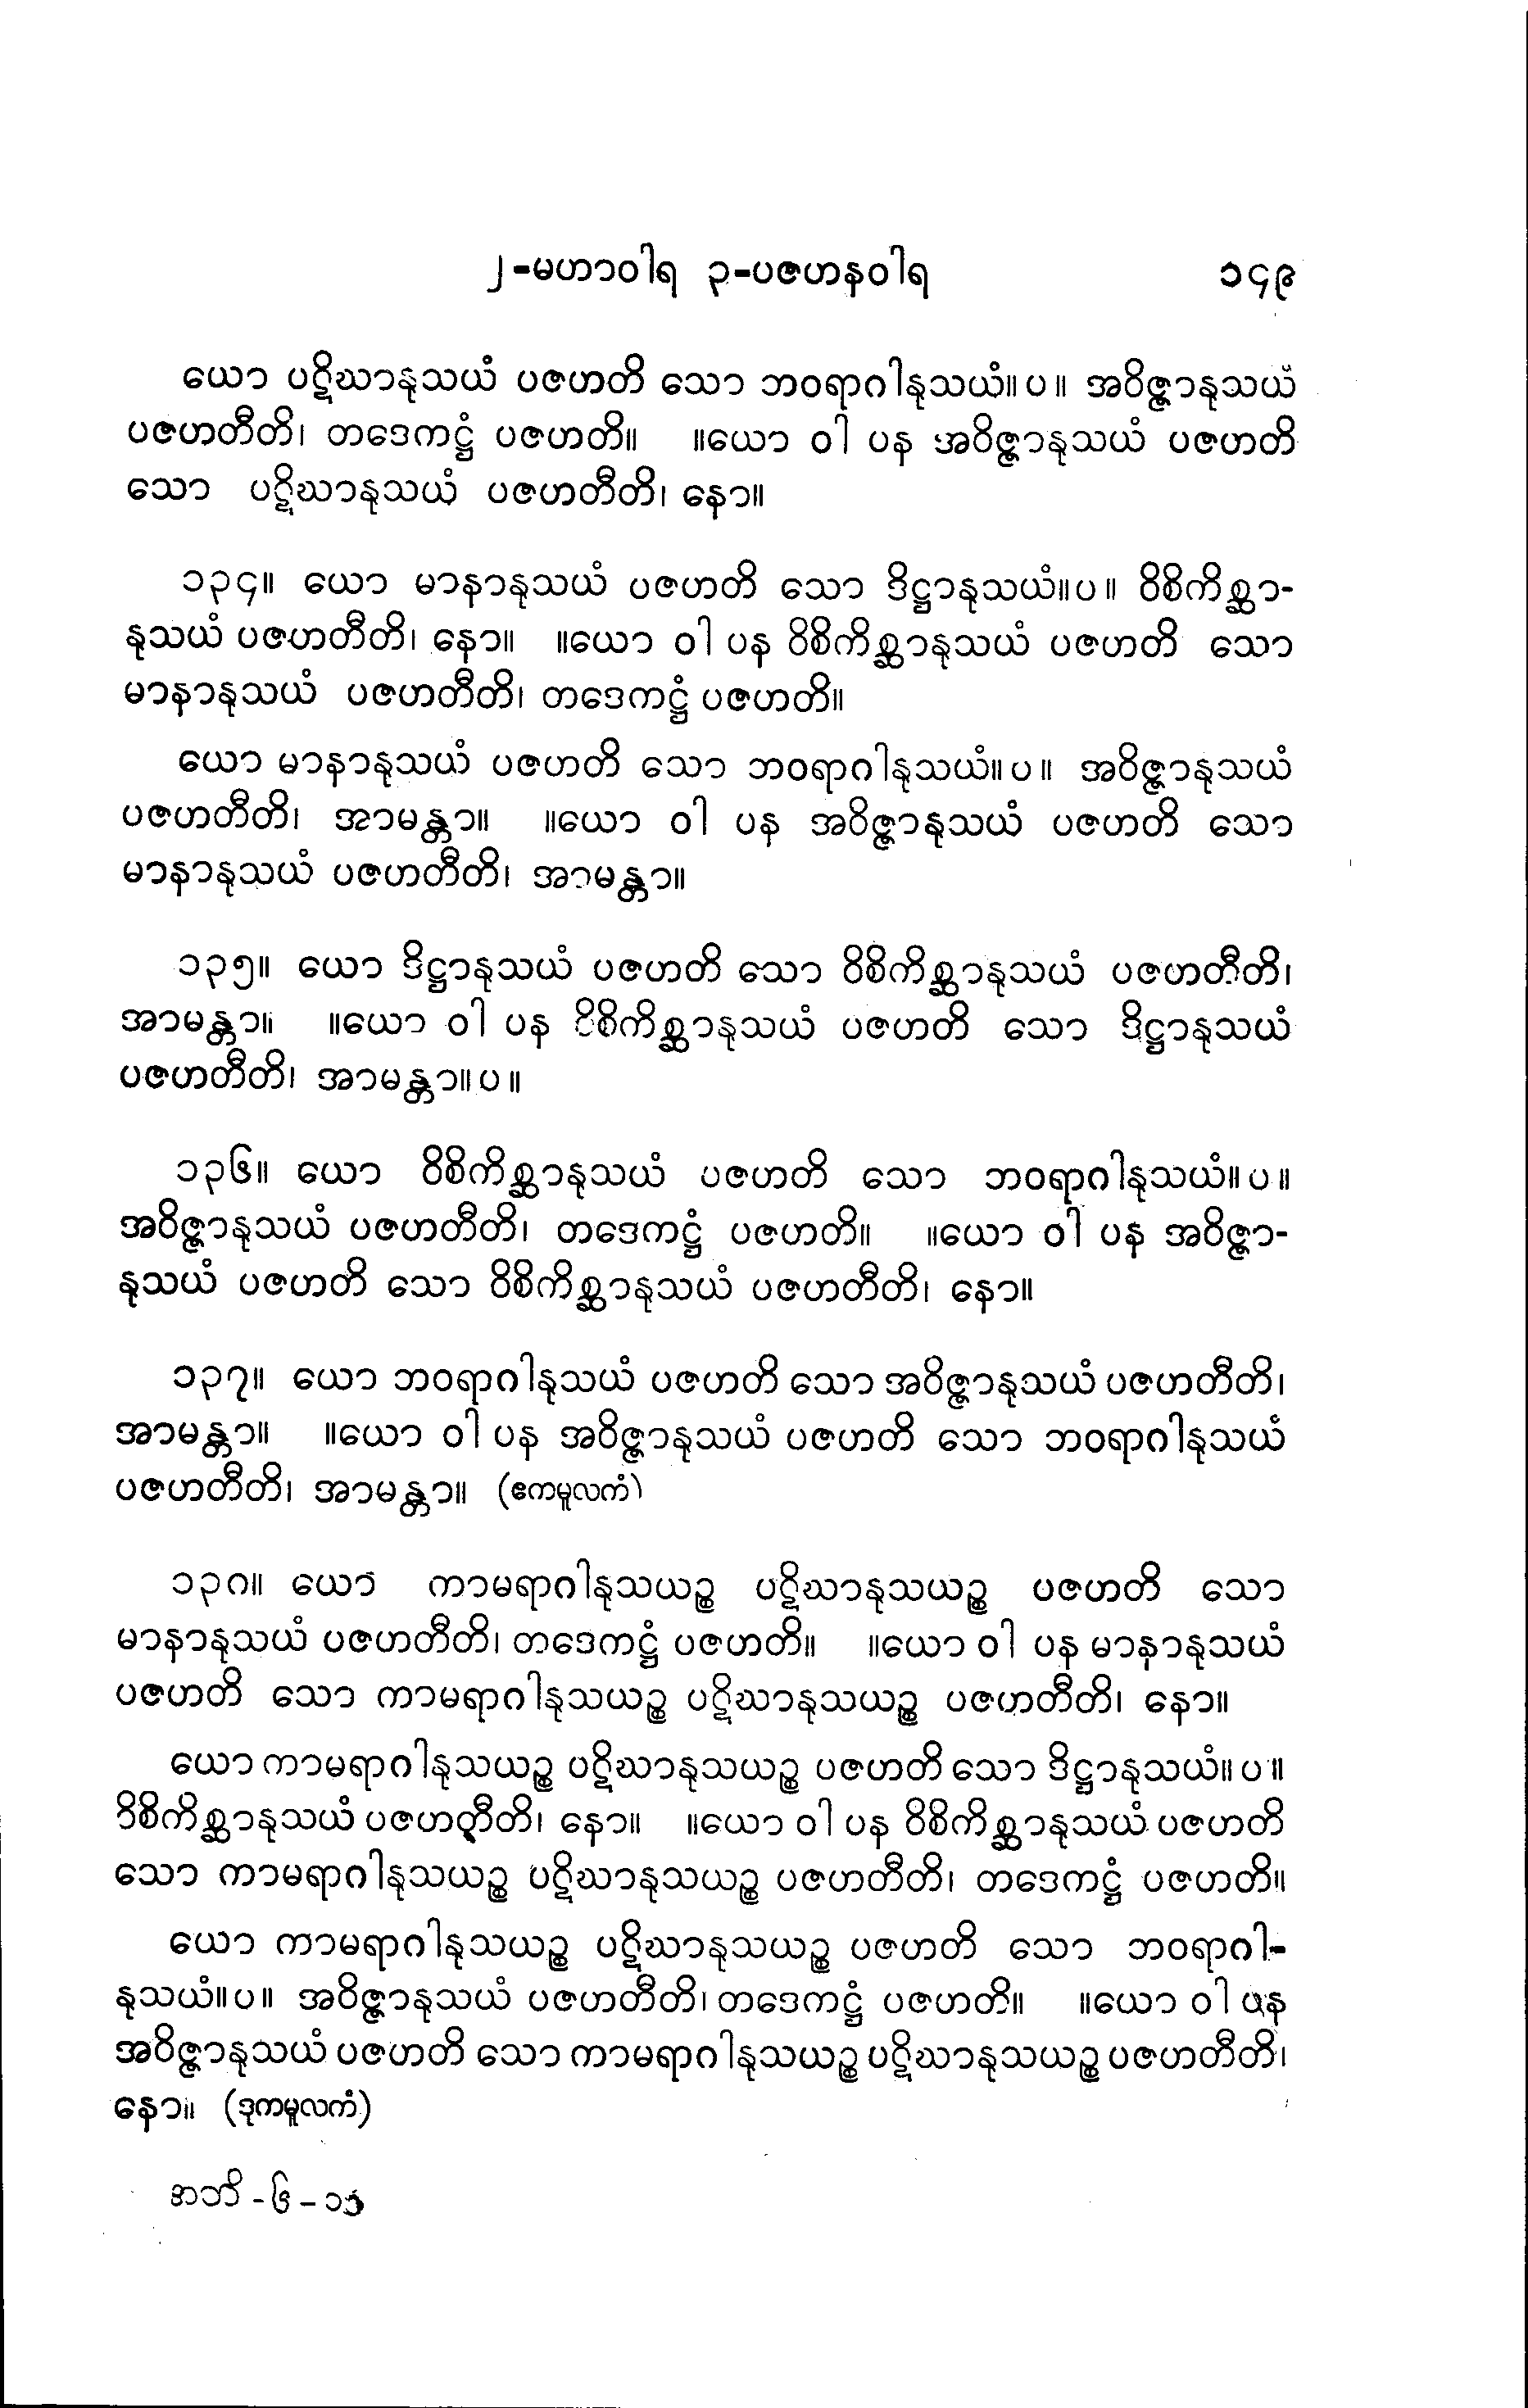 ၂-မဟာဝါရ ၃-ပဇဟနဝါရ ၁၄၉
ယော ပဋိဃာနုသယံ ပဇဟတိ သော ဘဝရာဂါနုသယံ။ပ။ အဝိဇ္ဇာနုသယံ
ပဇဟတီတိ၊ တဒေကဋ္ဌံ ပဇဟတိ။ ။ယော ဝါ ပန အဝိဇ္ဇာနုသယံ ပဇဟတိ
သော ပဋိဃာနုသယံ ပဇဟတီတိ၊ နော။
၁၃၄။ ယော မာနာနုသယံ ပဇဟတိ သော ဒိဋ္ဌာနုသယံ။ပ။ ဝိစိကိစ္ဆာ-
နုသယံ ပဇဟတီတိ၊ နော။ ။ယော ဝါ ပန ဝိစိကိစ္ဆာနုသယံ ပဇဟတိ သော
မာနာနုသယံ ပဇဟတီတိ၊ တဒေကဋ္ဌံ ပဇဟတိ။
ယော မာနာနုသယံ ပဇဟတိ သော ဘဝရာဂါနုသယံ။ပ။ အဝိဇ္ဇာနုသယံ
ပဇဟတီတိ၊ အာမန္တာ။ ။ယော ဝါ ပန အဝိဇ္ဇာနုသယံ ပဇဟတိ သော
မာနာနုသယံ ပဇဟတီတိ၊ အာမန္တာ။
၁၃၅။ ယော ဒိဋ္ဌာနုသယံ ပဇဟတိ သော ဝိစိကိစ္ဆာနုသယံ ပဇဟတီတိ၊
အာမန္တာ။ ။ယော ဝါ ပန ဝိစိကိစ္ဆာနုသယံ ပဇဟတိ သော ဒိဋ္ဌာနုသယံ
ပဇဟတီတိ၊ အာမန္တာ။ပ။
၁၃၆။ ယော ဝိစိကိစ္ဆာနုသယံ ပဇဟတိ သော ဘဝရာဂါနုသယံ။ပ။
အဝိဇ္ဇာနုသယံ ပဇဟတီတိ၊ တဒေကဋ္ဌံ ပဇဟတိ။ ။ယော ဝါ ပန အဝိဇ္ဇာ-
နုသယံ ပဇဟတိ သော ဝိစိကိစ္ဆာနုသယံ ပဇဟတီတိ၊ နော။
၁၃၇။ ယော ဘဝရာဂါနုသယံ ပဇဟတိ သော အဝိဇ္ဇာနုသယံ ပဇဟတီတိ၊
အာမန္တာ။ ။ယော ဝါ ပန အဝိဇ္ဇာနုသယံ ပဇဟတိ သော ဘဝရာဂါနုသယံ
ပဇဟတီတိ၊ အာမန္တာ။ (ဧကမူလကံ)
၁၃၈။ ယော ကာမရာဂါနုသယဉ္စ ပဋိဃာနုသယဉ္စ ပဇဟတိ သော
မာနာနုသယံ ပဇဟတီတိ၊ တဒေကဋ္ဌံ ပဇဟတိ။ ။ယော ဝါ ပန မာနာနုသယံ
ပဇဟတိ သော ကာမရာဂါနုသယဉ္စ ပဋိဃာနုသယဉ္စ ပဇဟတီတိ၊ နော။
ယော ကာမရာဂါနုသယဉ္စ ပဋိဃာနုသယဉ္စ ပဇဟတိ သော ဒိဋ္ဌာနုသယံ။ပ။
ဝိစိကိစ္ဆာနုသယံ ပဇဟတီတိ၊ နော။ ။ယော ဝါ ပန ဝိစိကိစ္ဆာနုသယံ ပဇဟတိ
သော ကာမရာဂါနုသယဉ္စ ပဋိဃာနုသယဉ္စ ပဇဟတီတိ၊ တဒေကဋ္ဌံ ပဇဟတိ။
ယော ကာမရာဂါနုသယဉ္စ ပဋိဃာနုသယဉ္စ ပဇဟတိ သော ဘဝရာဂါ-
နုသယံ။ပ။ အဝိဇ္ဇာနုသယံ ပဇဟတီတိ၊ တဒေကဋ္ဌံ ပဇဟတိ။ ။ယော ဝါ ပန
အဝိဇ္ဇာနုသယံ ပဇဟတိ သော ကာမရာဂါနုသယဉ္စ ပဋိဃာနုသယဉ္စ ပဇဟတီတိ၊
နော။ (ဒုကမူလကံ)
အဘိ - ၆ -